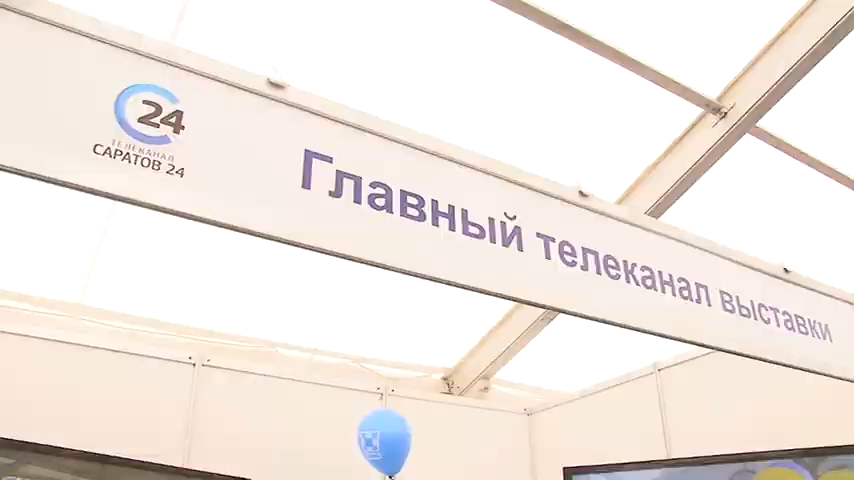 24
ТЕЛЕКАНАЛ
САРАТОВ 24
Главный телеканал выставки